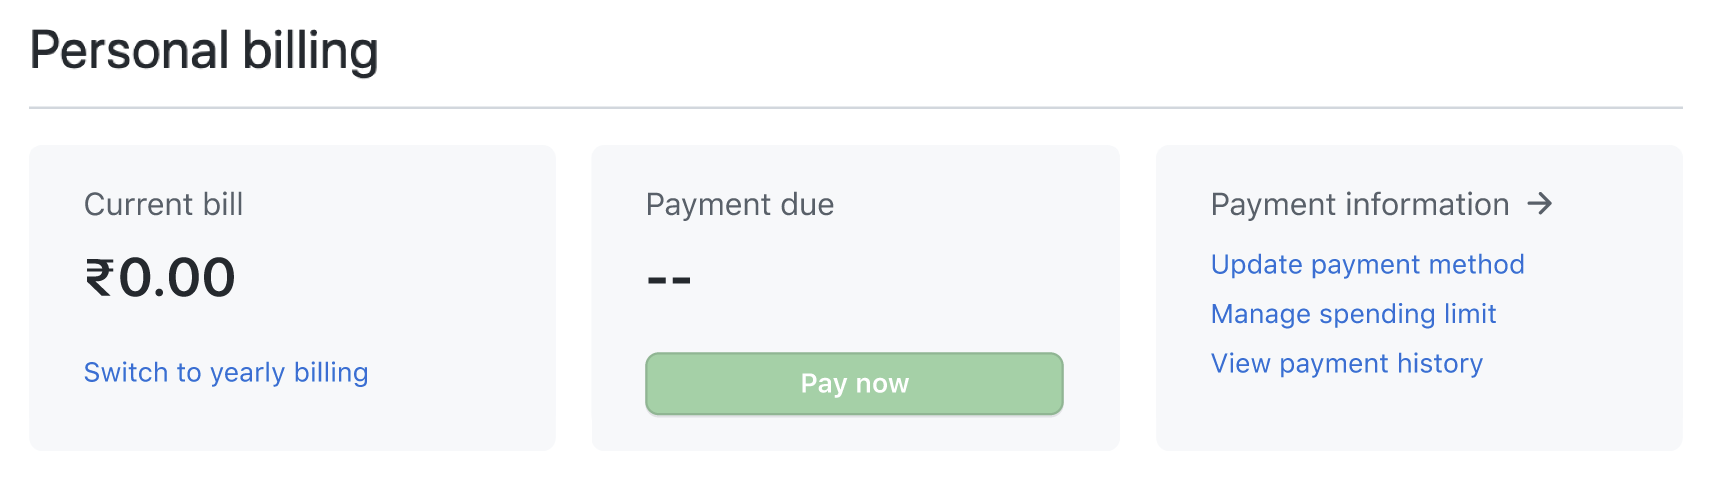 Personal billing
Current bill
₹0.00
Switch to yearly billing
Payment due
--
Pay now
Payment information →
Update payment method
Manage spending limit
View payment history